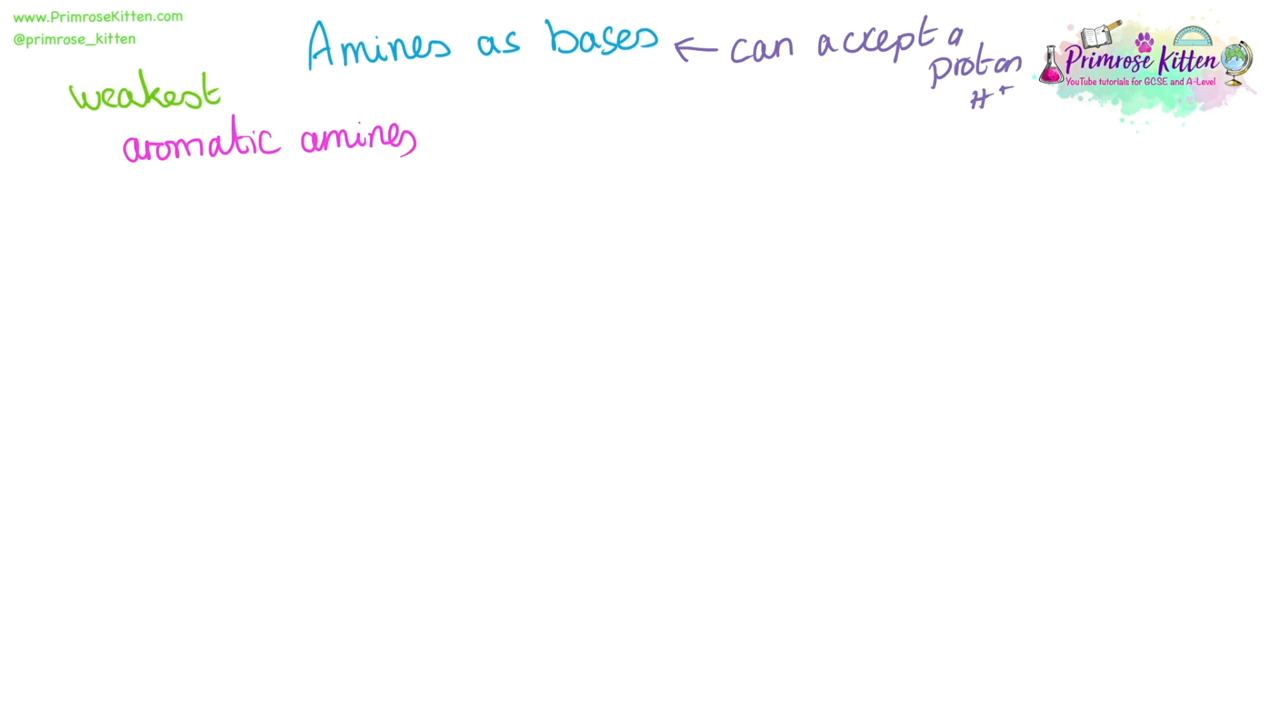 www.PrimroseKitten.com
@primrose_kitten
Amines as bases ← can accept a
proton
H+
Primrose Kitten
YouTube tutorials for GCSE and A-Level
weakest
aromatic amines